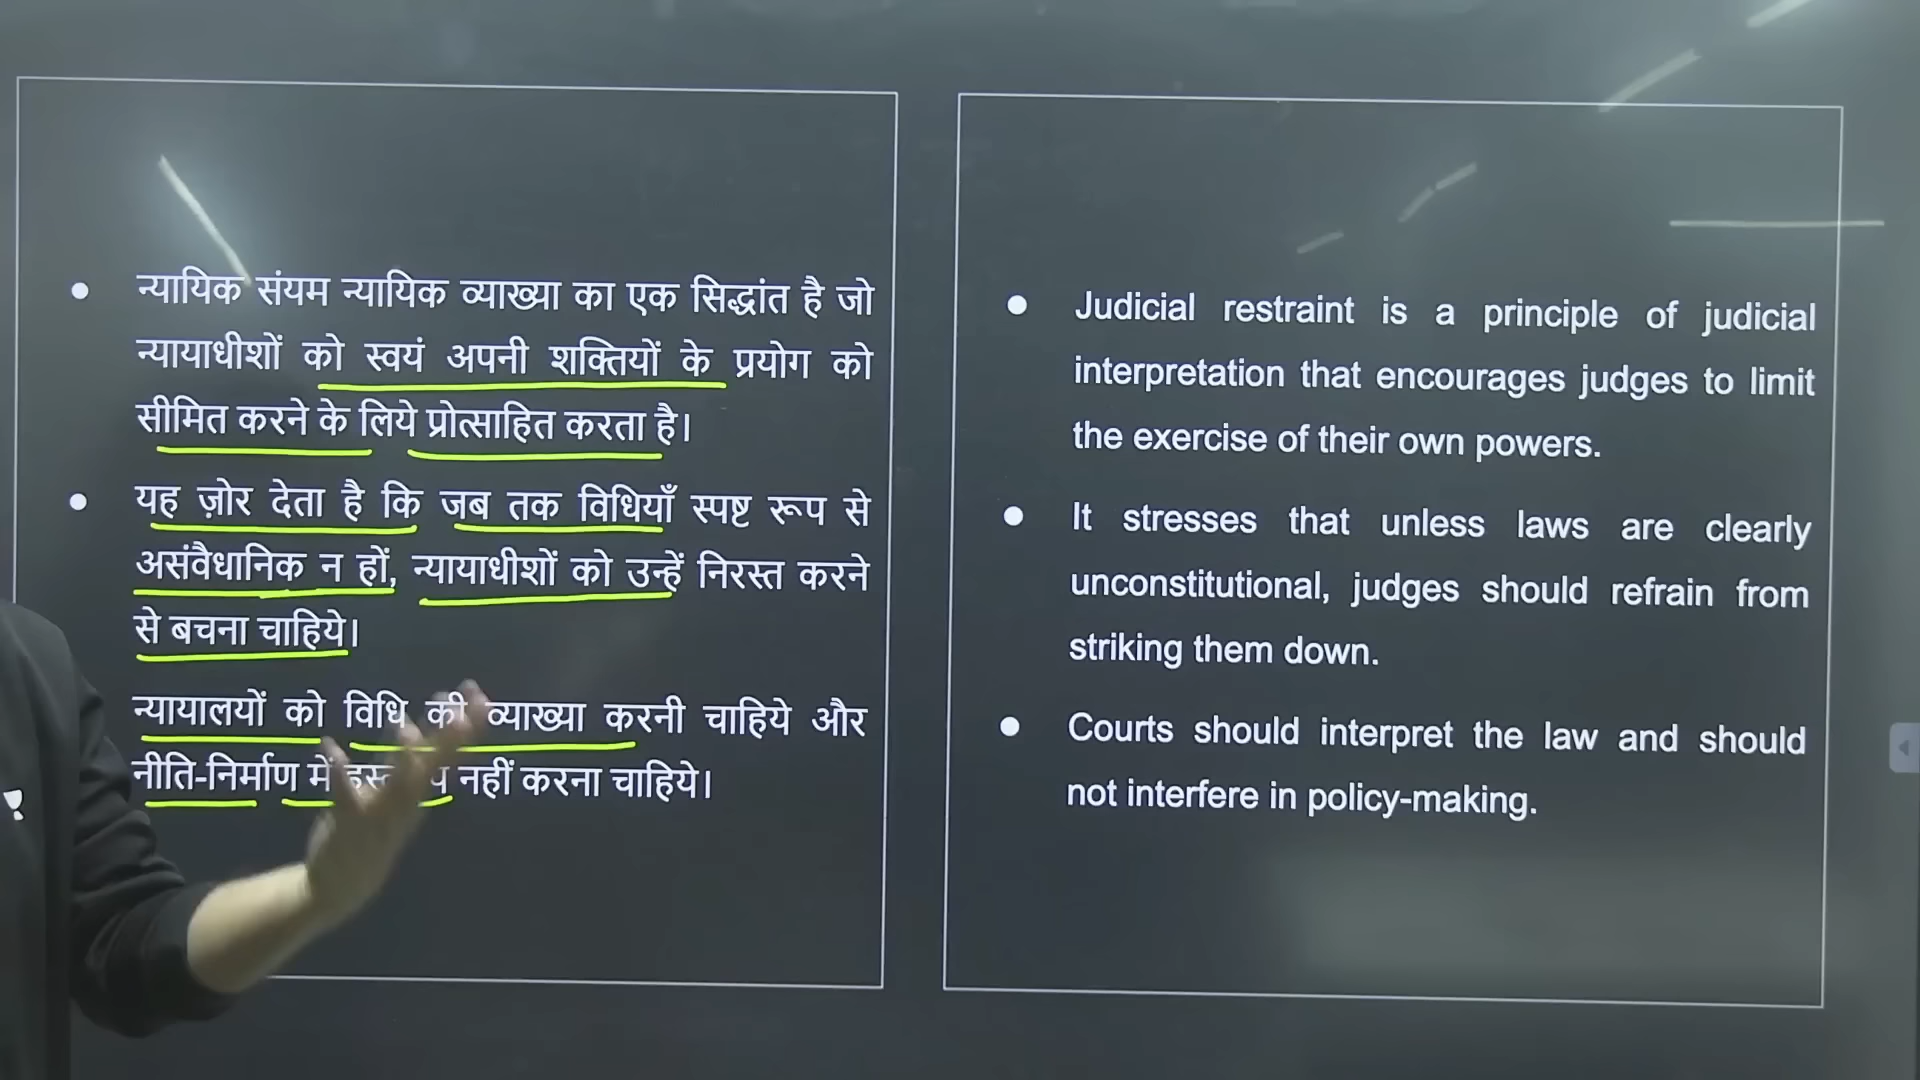 न्यायिक संयम न्यायिक व्याख्या का एक सिद्धांत है जो
न्यायाधीशों को स्वयं अपनी शक्तियों के प्रयोग को
सीमित करने के लिये प्रोत्साहित करता है।
यह ज़ोर देता है कि जब तक विधियाँ स्पष्ट रूप से
असंवैधानिक न हों, न्यायाधीशों को उन्हें निरस्त करने
से बचना चाहिये।
न्यायालयों को विधि की व्याख्या करनी चाहिये और
नीति-निर्माण में नहीं करना चाहिये।
Judicial restraint is a principle of judicial
interpretation that encourages judges to limit
the exercise of their own powers.
It stresses that unless laws are clearly
unconstitutional, judges should refrain from
striking them down.
Courts should interpret the law and should
not interfere in policy-making.